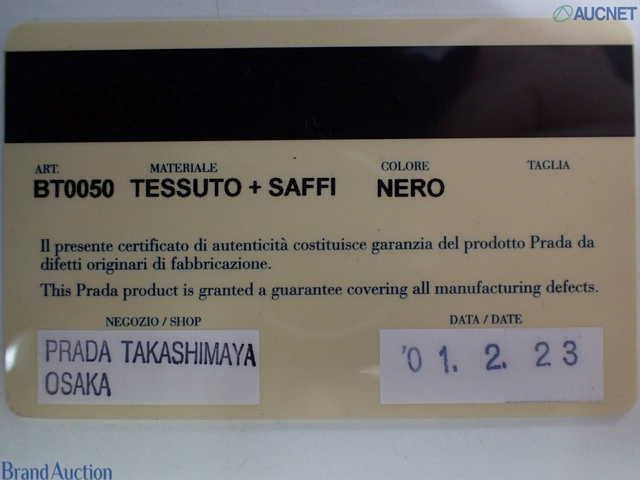 AUCNET
ART. MATERIALE COLORE TAGLIA
BT0050 TESSUTO + SAFFI NERO
Il presente certificato di autenticità costituisce garanzia del prodotto Prada da
difetti originari di fabbricazione.
This Prada product is granted a guarantee covering all manufacturing defects.
NEGOZIO / SHOP DATA / DATE
PRADA TAKASHIMAYA
OSAKA
'01. 2. 23
Brand Auction